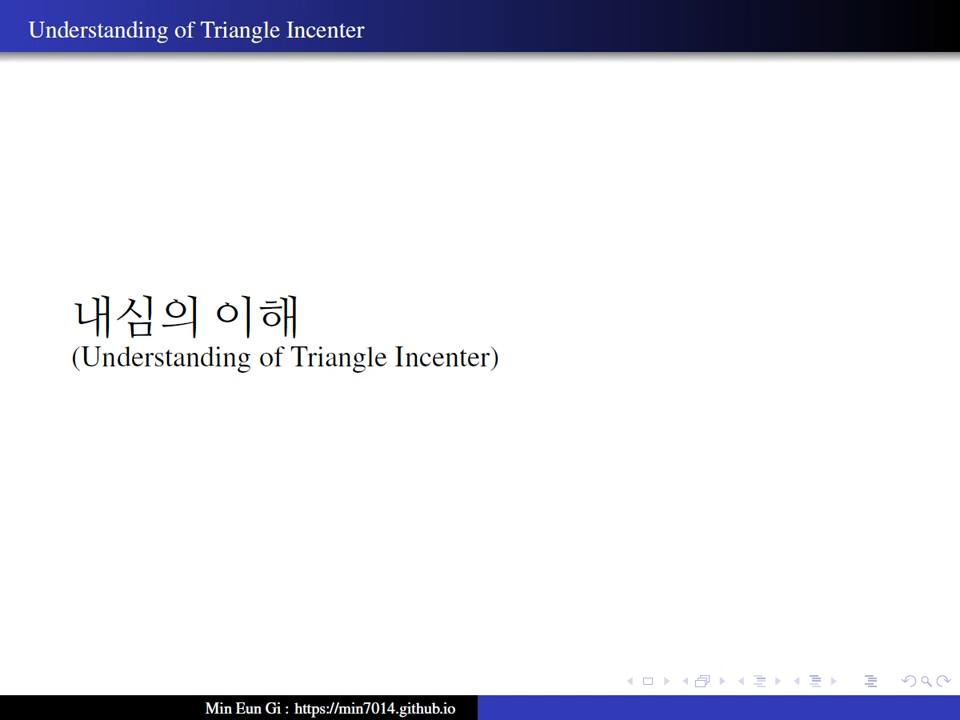 Understanding of Triangle Incenter
내심의 이해
(Understanding of Triangle Incenter)
Min Eun Gi : https://min7014.github.io